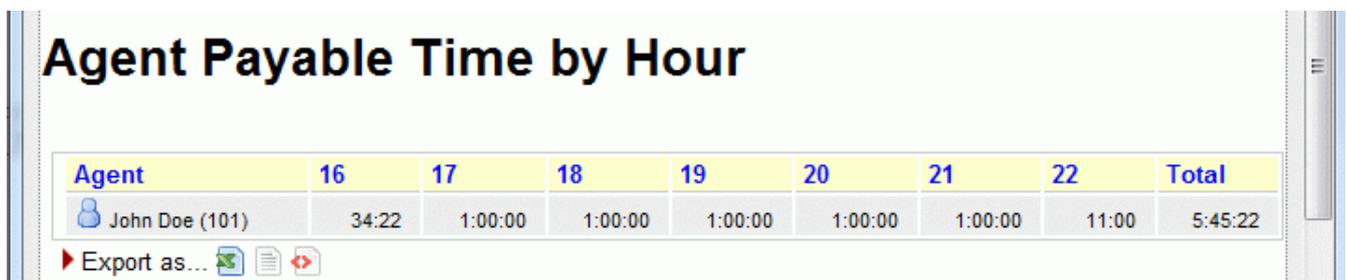 Agent Payable Time by Hour
Agent 16 17 18 19 20 21 22 Total
John Doe (101) 34:22 1:00:00 1:00:00 1:00:00 1:00:00 1:00:00 11:00 5:45:22
Export as...